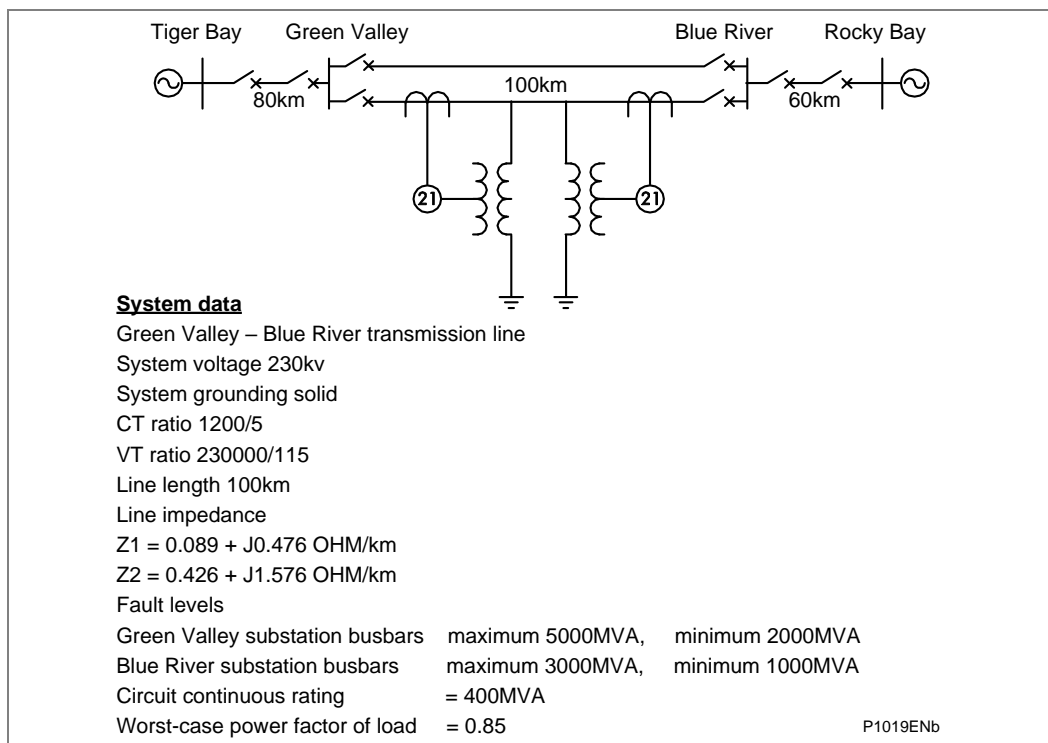 Tiger Bay Green Valley Blue River Rocky Bay
100km
80km 60km
21 21
System data
Green Valley – Blue River transmission line
System voltage 230kv
System grounding solid
CT ratio 1200/5
VT ratio 230000/115
Line length 100km
Line impedance
Z1 = 0.089 + J0.476 OHM/km
Z2 = 0.426 + J1.576 OHM/km
Fault levels
Green Valley substation busbars maximum 5000MVA, minimum 2000MVA
Blue River substation busbars maximum 3000MVA, minimum 1000MVA
Circuit continuous rating = 400MVA
Worst-case power factor of load = 0.85 P1019ENb